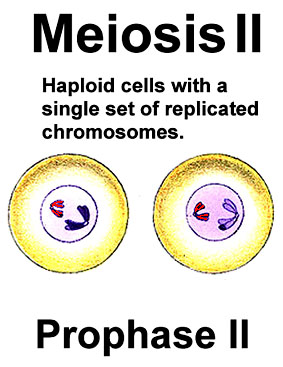 Meiosis II
Haploid cells with a
single set of replicated
chromosomes.
Prophase II